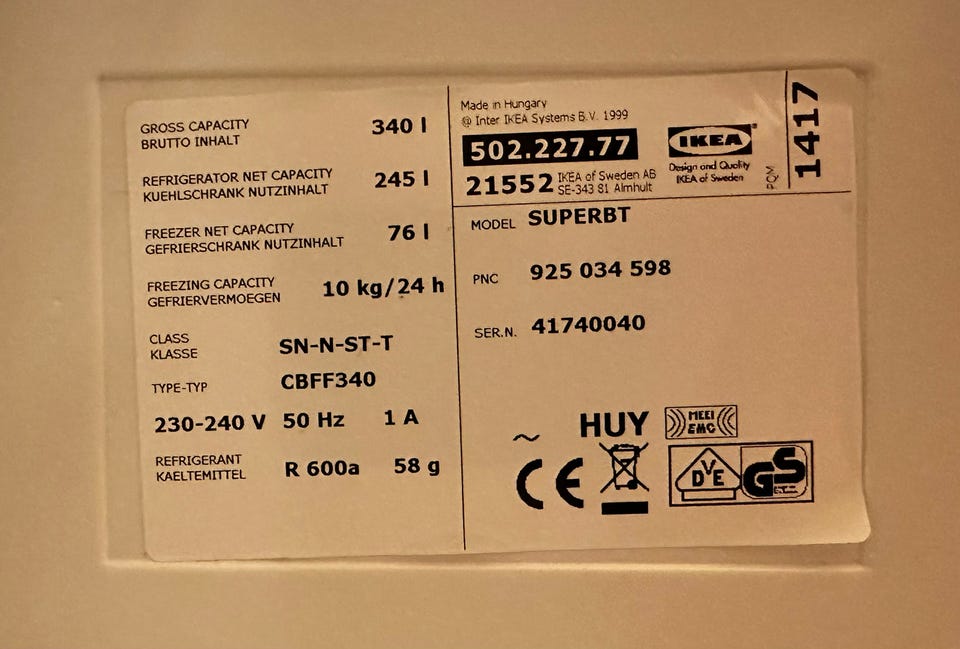 GROSS CAPACITY
BRUTTO INHALT
340 l
REFRIGERATOR NET CAPACITY
KUEHLSCHRANK NUTZINHALT
245 l
FREEZER NET CAPACITY
GEFRIERSCHRANK NUTZINHALT
76 l
FREEZING CAPACITY
GEFRIERVERMOEGEN
10 kg/24 h
CLASS
KLASSE
SN-N-ST-T
TYPE-TYP
CBFF340
230-240 V 50 Hz 1 A
REFRIGERANT
KAELTEMITTEL
R 600a 58 g
Made in Hungary
@ Inter IKEA Systems B.V. 1999
502.227.77
21552
IKEA of Sweden AB
SE-343 81 Almhult
IKEA
Design and Quality
IKEA of Sweden
PQM
1417
MODEL SUPERBT
PNC 925 034 598
SER.N. 41740040
~
HUY
MEEI
EMC
CE
DVE
GS